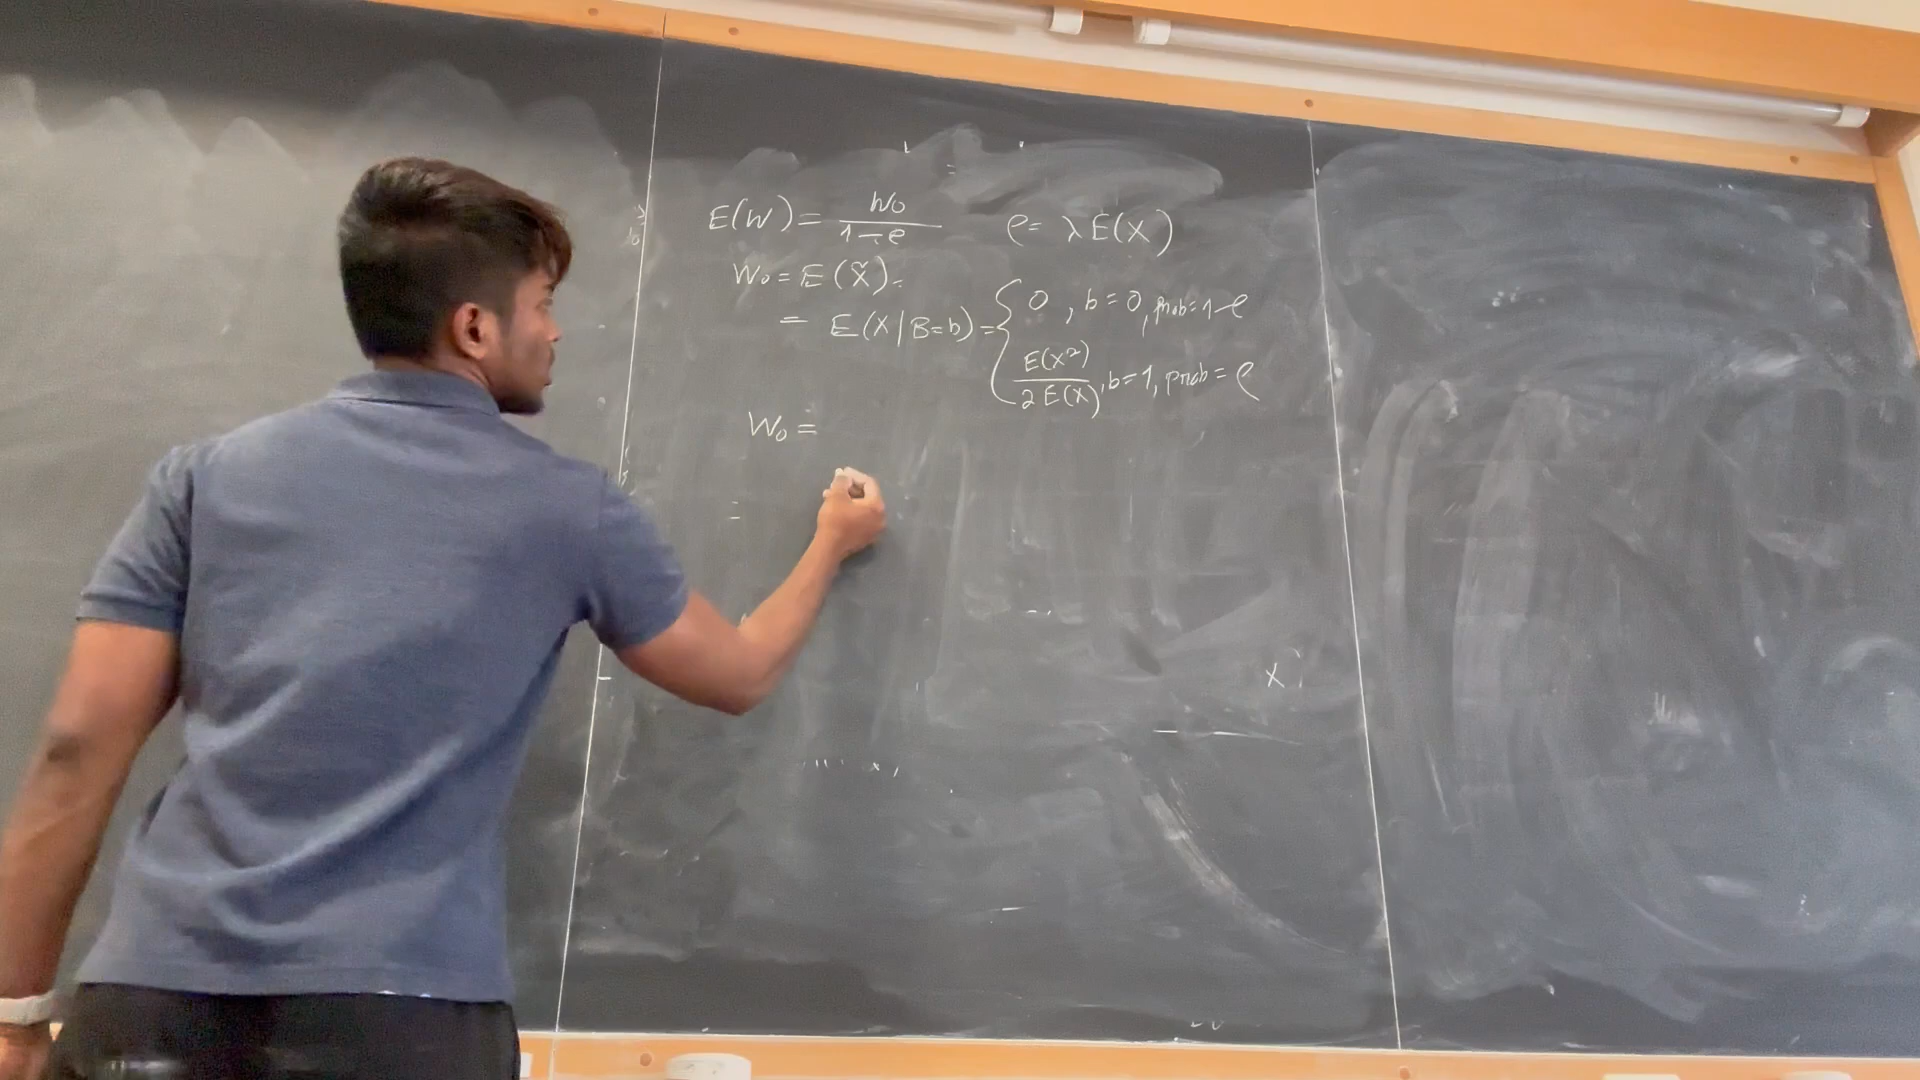 E(W) = W₀ / (1-ρ)    ρ = λE(X)
W₀ = E(X̃) =
= E(X|B=b) = { 0, b=0, prob=1-ρ
E(X²) / 2E(X), b=1, prob=ρ
W₀ =
=
X